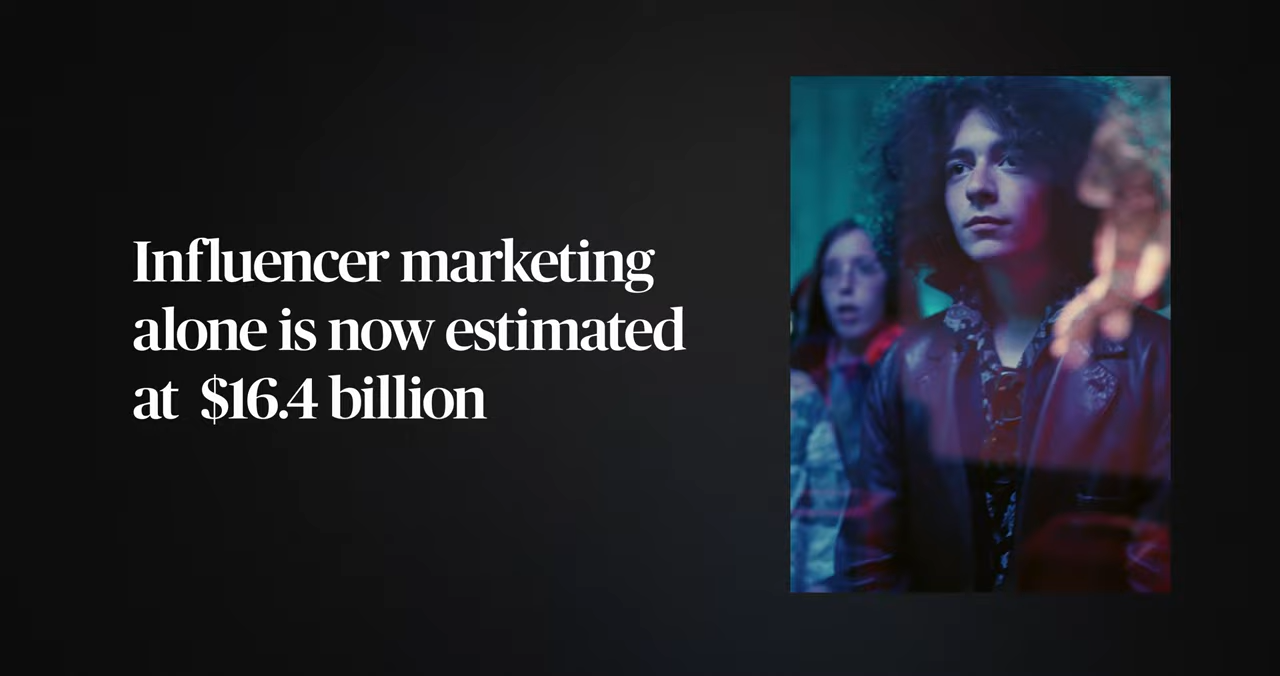 Influencer marketing
alone is now estimated
at $16.4 billion